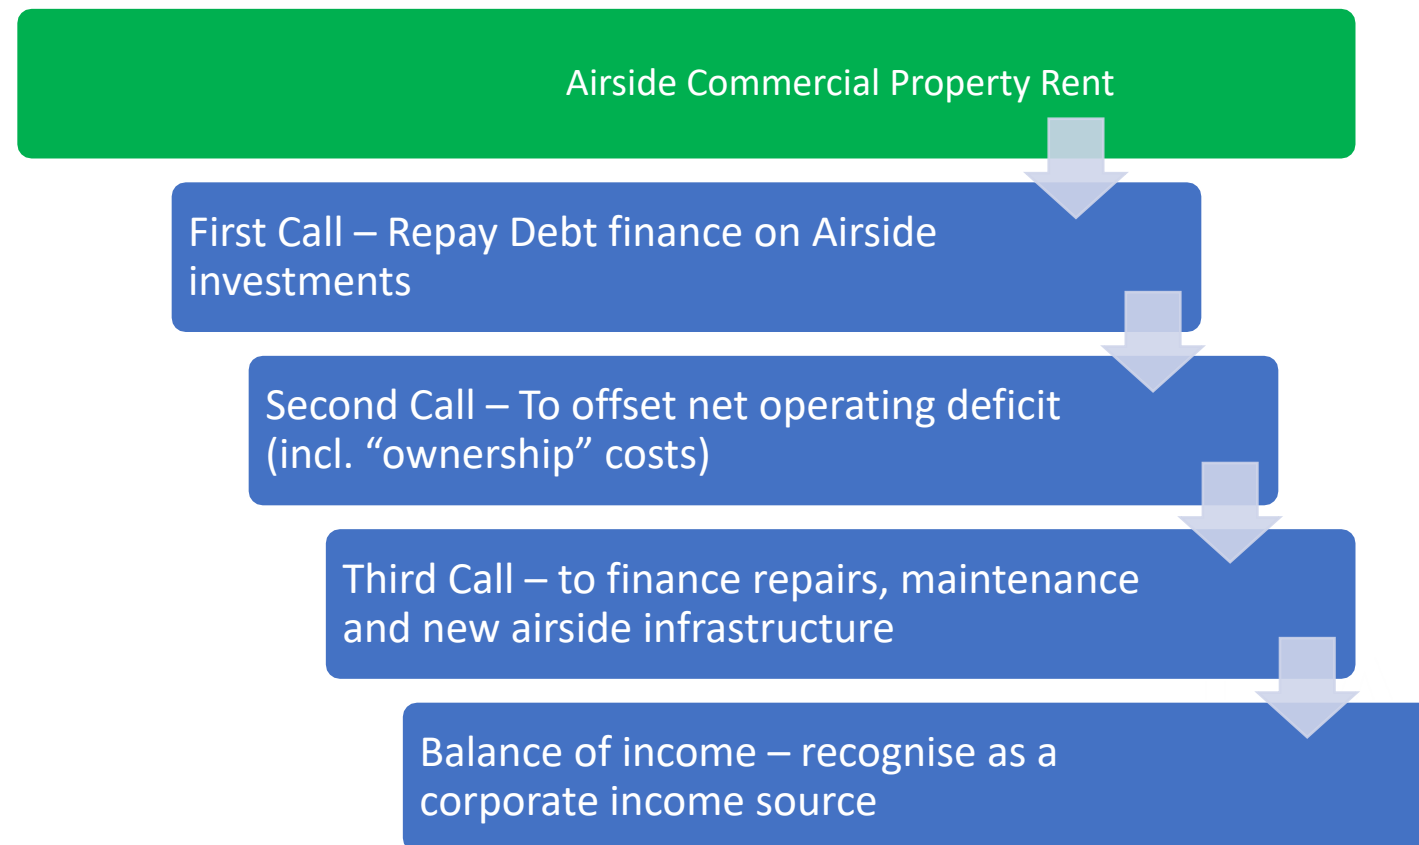 Airside Commercial Property Rent
First Call – Repay Debt finance on Airside
investments
Second Call – To offset net operating deficit
(incl. “ownership” costs)
Third Call – to finance repairs, maintenance
and new airside infrastructure
Balance of income – recognise as a
corporate income source